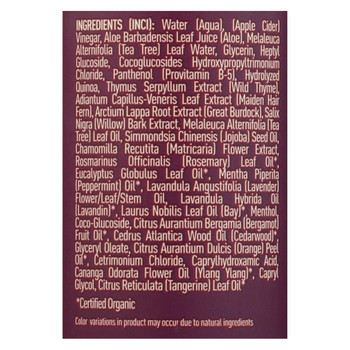 INGREDIENTS (INCI): Water (Aqua), (Apple Cider)
Vinegar, Aloe Barbadensis Leaf Juice (Aloe), Melaleuca
Alternifolia (Tea Tree) Leaf Water, Glycerin, Heptyl
Glucoside, Cocoglucosides Hydroxypropyltrimonium
Chloride, Panthenol (Provitamin B-5), Hydrolyzed
Quinoa, Thymus Serpyllum Extract (Wild Thyme),
Adiantum Capillus-Veneris Leaf Extract (Maiden Hair
Fern), Arctium Lappa Root Extract (Great Burdock), Salix
Nigra (Willow) Bark Extract, Melaleuca Alternifolia (Tea
Tree) Leaf Oil, Simmondsia Chinensis (Jojoba) Seed Oil,
Chamomilla Recutita (Matricaria) Flower Extract,
Rosmarinus Officinalis (Rosemary) Leaf Oil*,
Eucalyptus Globulus Leaf Oil*, Mentha Piperita
(Peppermint) Oil*, Lavandula Angustifolia (Lavender)
Flower/Leaf/Stem Oil, Lavandula Hybrida Oil
(Lavandin)*, Laurus Nobilis Leaf Oil (Bay)*, Menthol,
Coco-Glucoside, Citrus Aurantium Bergamia (Bergamot)
Fruit Oil*, Cedrus Atlantica Wood Oil (Cedarwood)*,
Glyceryl Oleate, Citrus Aurantium Dulcis (Orange) Peel
Oil*, Cetrimonium Chloride, Caprylhydroxamic Acid,
Cananga Odorata Flower Oil (Ylang Ylang)*, Capryl
Glycol, Citrus Reticulata (Tangerine) Leaf Oil*
*Certified Organic
Color variations in product may occur due to natural ingredients